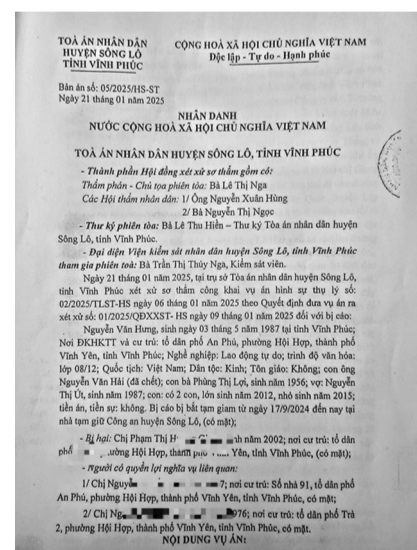 TOÀ ÁN NHÂN DÂN
HUYỆN SÔNG LÔ
TỈNH VĨNH PHÚC
CỘNG HOÀ XÃ HỘI CHỦ NGHĨA VIỆT NAM
Độc lập - Tự do - Hạnh phúc
Bản án số: 05/2025/HS-ST
Ngày 21 tháng 01 năm 2025
NHÂN DANH
NƯỚC CỘNG HOÀ XÃ HỘI CHỦ NGHĨA VIỆT NAM
TOÀ ÁN NHÂN DÂN HUYỆN SÔNG LÔ, TỈNH VĨNH PHÚC
- Thành phần Hội đồng xét xử sơ thẩm gồm có:
Thẩm phán - Chủ tọa phiên tòa: Bà Lê Thị Nga
Các Hội thẩm nhân dân: 1/ Ông Nguyễn Xuân Hùng
2/ Bà Nguyễn Thị Ngọc
- Thư ký phiên tòa: Bà Lê Thu Hiền – Thư ký Tòa án nhân dân huyện
Sông Lô, tỉnh Vĩnh Phúc.
- Đại diện Viện kiểm sát nhân dân huyện Sông Lô, tỉnh Vĩnh Phúc
tham gia phiên toà: Bà Trần Thị Thúy Nga, Kiểm sát viên.
Ngày 21 tháng 01 năm 2025, tại trụ sở Tòa án nhân dân huyện Sông Lô,
tỉnh Vĩnh Phúc xét xử sơ thẩm công khai vụ án hình sự thụ lý số:
02/2025/TLST-HS ngày 06 tháng 01 năm 2025 theo Quyết định đưa vụ án ra
xét xử số: 01/2025/QĐXXST- HS ngày 09 tháng 01 năm 2025 đối với bị cáo:
Nguyễn Văn Hưng, sinh ngày 03 tháng 5 năm 1987 tại tỉnh Vĩnh Phúc;
Nơi ĐKHKTT và cư trú: tổ dân phố An Phú, phường Hội Hợp, thành phố
Vĩnh Yên, tỉnh Vĩnh Phúc; Nghề nghiệp: Lao động tự do; trình độ văn hóa:
lớp 08/12; Quốc tịch: Việt Nam; Dân tộc: Kinh; Tôn giáo: Không; con ông
Nguyễn Văn Hải (đã chết); con bà Phùng Thị Lợi, sinh năm 1956; vợ: Nguyễn
Thị Út, sinh năm 1987; con: có 2 con, lớn sinh năm 2012, nhỏ sinh năm 2015;
tiền án, tiền sự: không. Bị cáo bị bắt tạm giam từ ngày 17/9/2024 đến nay tại
nhà tạm giữ Công an huyện Sông Lô, (có mặt);
- Bị hại: Chị Phạm Thị H nh năm 2002; nơi cư trú: tổ dân
phố ường Hội Hợp, thành phố Yên, tỉnh Vĩnh Phúc, (có mặt);
- Người có quyền lợi nghĩa vụ liên quan:
1/ Chị Nguyễ 7; nơi cư trú: Số nhà 91, tổ dân phố
An Phú, phường Hội Hợp, thành phố Vĩnh Yên, tỉnh Vĩnh Phúc, có mặt;
2/ Chị Ng 976; nơi cư trú: tổ dân phố Trà
2, phường Hội Hợp, thành phố Vĩnh Yên, tỉnh Vĩnh Phúc, có mặt.
NỘI DUNG VỤ ÁN: